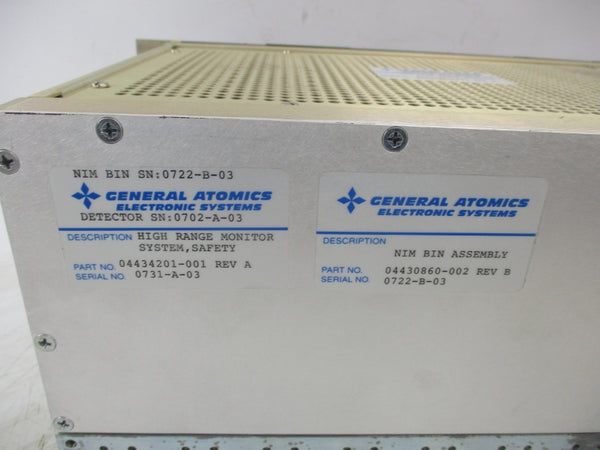 NIM BIN SN:0722-B-03
GENERAL ATOMICS
ELECTRONIC SYSTEMS
DETECTOR SN:0702-A-03
DESCRIPTION HIGH RANGE MONITOR
SYSTEM,SAFETY
PART NO. 04434201-001 REV A
SERIAL NO. 0731-A-03
GENERAL ATOMICS
ELECTRONIC SYSTEMS
DESCRIPTION
NIM BIN ASSEMBLY
PART NO. 04430860-002 REV B
SERIAL NO. 0722-B-03